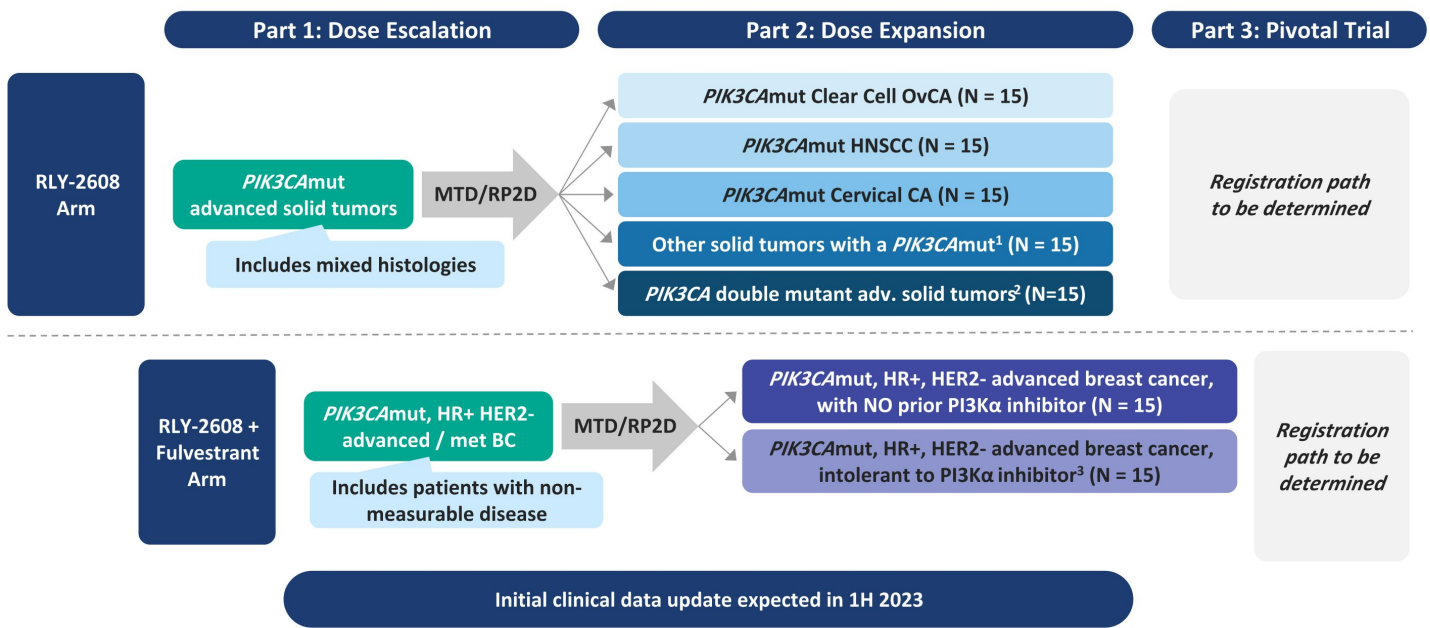 Part 1: Dose Escalation
Part 2: Dose Expansion
Part 3: Pivotal Trial
RLY-2608
Arm
PIK3CAmut
advanced solid tumors
Includes mixed histologies
MTD/RP2D
PIK3CAmut Clear Cell OvCA (N = 15)
PIK3CAmut HNSCC (N = 15)
PIK3CAmut Cervical CA (N = 15)
Other solid tumors with a PIK3CAmut¹ (N = 15)
PIK3CA double mutant adv. solid tumors² (N=15)
Registration path
to be determined
RLY-2608 +
Fulvestrant
Arm
PIK3CAmut, HR+ HER2-
advanced / met BC
Includes patients with non-
measurable disease
MTD/RP2D
PIK3CAmut, HR+, HER2- advanced breast cancer,
with NO prior PI3Kα inhibitor (N = 15)
PIK3CAmut, HR+, HER2- advanced breast cancer,
intolerant to PI3Kα inhibitor³ (N = 15)
Registration
path to be
determined
Initial clinical data update expected in 1H 2023